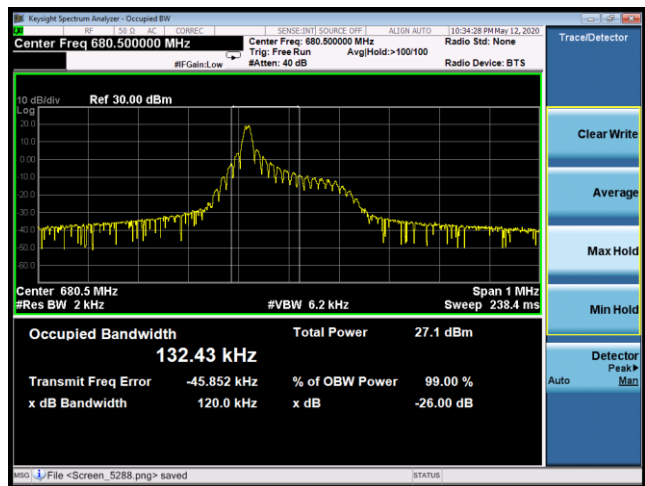 Keysight Spectrum Analyzer - Occupied BW
RF 50 Ω AC CORREC SENSE:INT SOURCE OFF ALIGN AUTO 10:34:28 PM May 12, 2020
Center Freq 680.500000 MHz
Center Freq: 680.500000 MHz
Radio Std: None
Trig: Free Run Avg|Hold:>100/100
#IFGain:Low #Atten: 40 dB Radio Device: BTS
Trace/Detector
10 dB/div Ref 30.00 dBm
Log
20.0
10.0
0.00
-10.0
-20.0
-30.0
-40.0
-50.0
-60.0
Center 680.5 MHz Span 1 MHz
#Res BW 2 kHz #VBW 6.2 kHz Sweep 238.4 ms
Occupied Bandwidth Total Power 27.1 dBm
132.43 kHz
Transmit Freq Error -45.852 kHz % of OBW Power 99.00 %
x dB Bandwidth 120.0 kHz x dB -26.00 dB
Clear Write
Average
Max Hold
Min Hold
Detector
Peak▶
Auto Man
MSG File <Screen_5288.png> saved STATUS